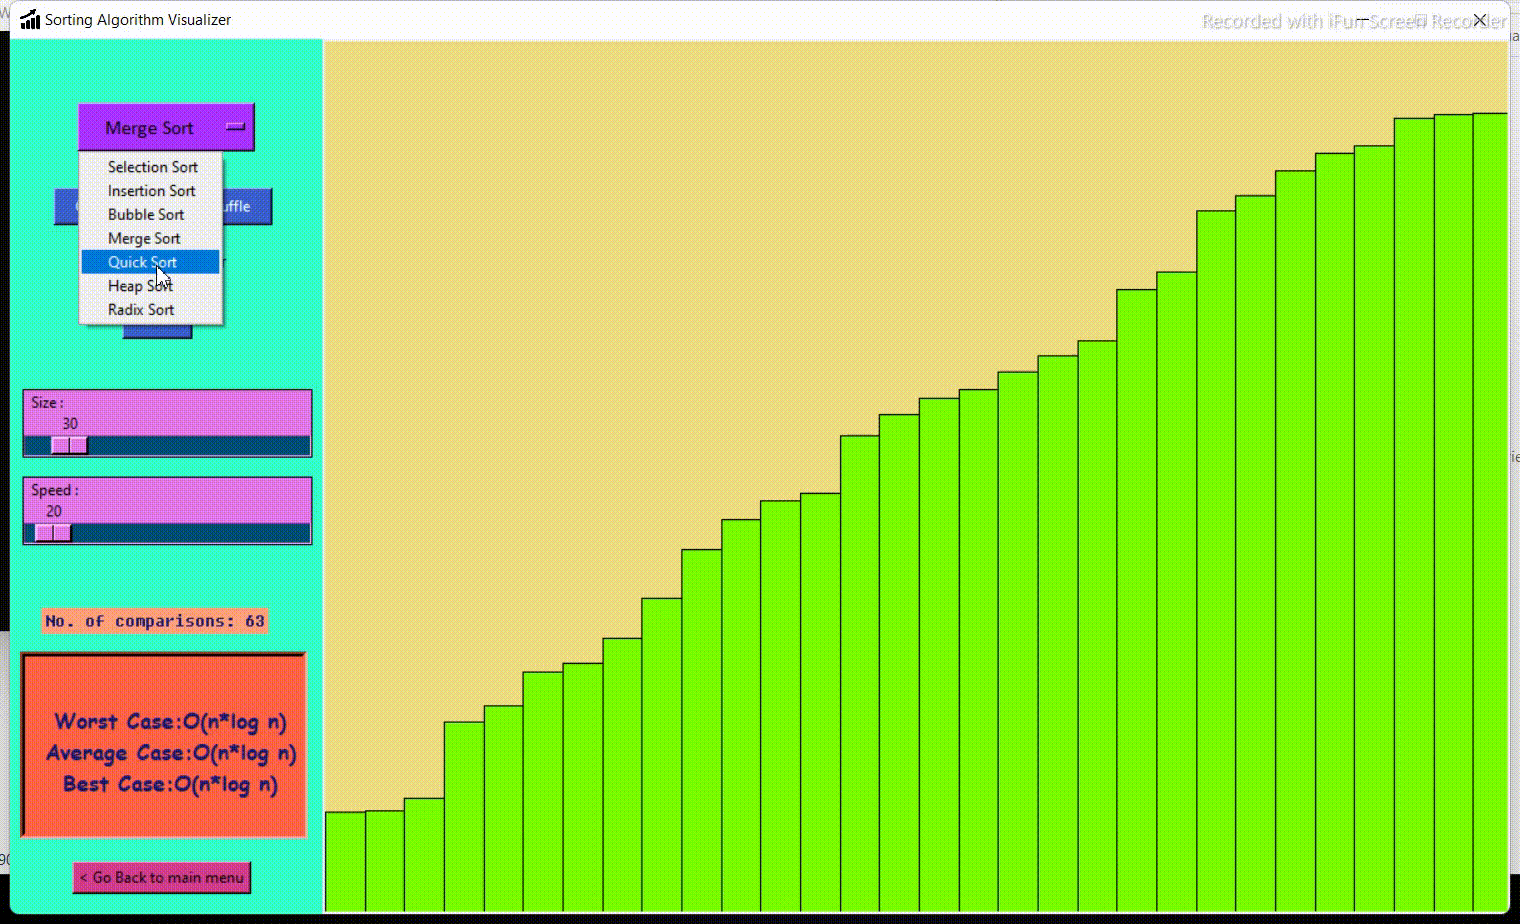 Sorting Algorithm Visualizer
Recorded with iFun Screen Recorder
Merge Sort
Selection Sort
Insertion Sort
Bubble Sort
Merge Sort
Quick Sort
Heap Sort
Radix Sort
Size :
30
Speed :
20
No. of comparisons: 63
Worst Case:O(n*log n)
Average Case:O(n*log n)
Best Case:O(n*log n)
< Go Back to main menu